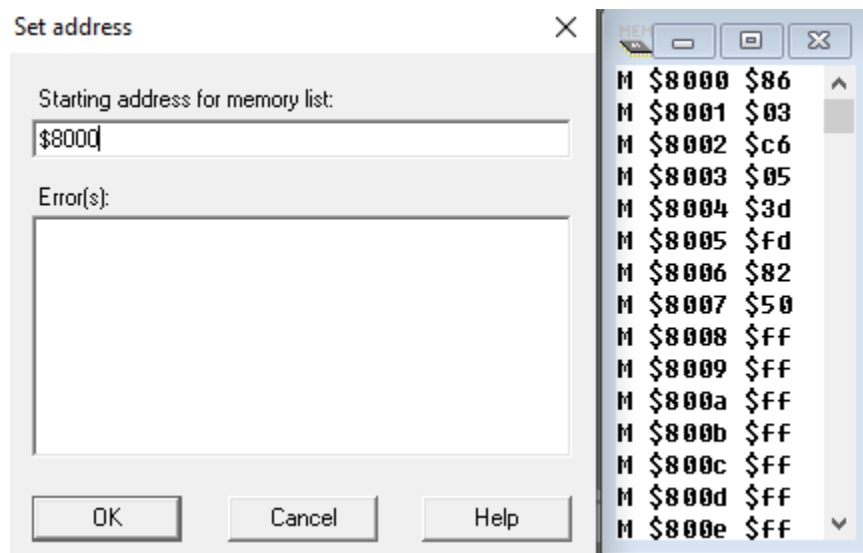 Set address
Starting address for memory list:
$8000
Error(s):
OK
Cancel
Help
MEM
M $8000 $86
M $8001 $03
M $8002 $c6
M $8003 $05
M $8004 $3d
M $8005 $fd
M $8006 $82
M $8007 $50
M $8008 $ff
M $8009 $ff
M $800a $ff
M $800b $ff
M $800c $ff
M $800d $ff
M $800e $ff